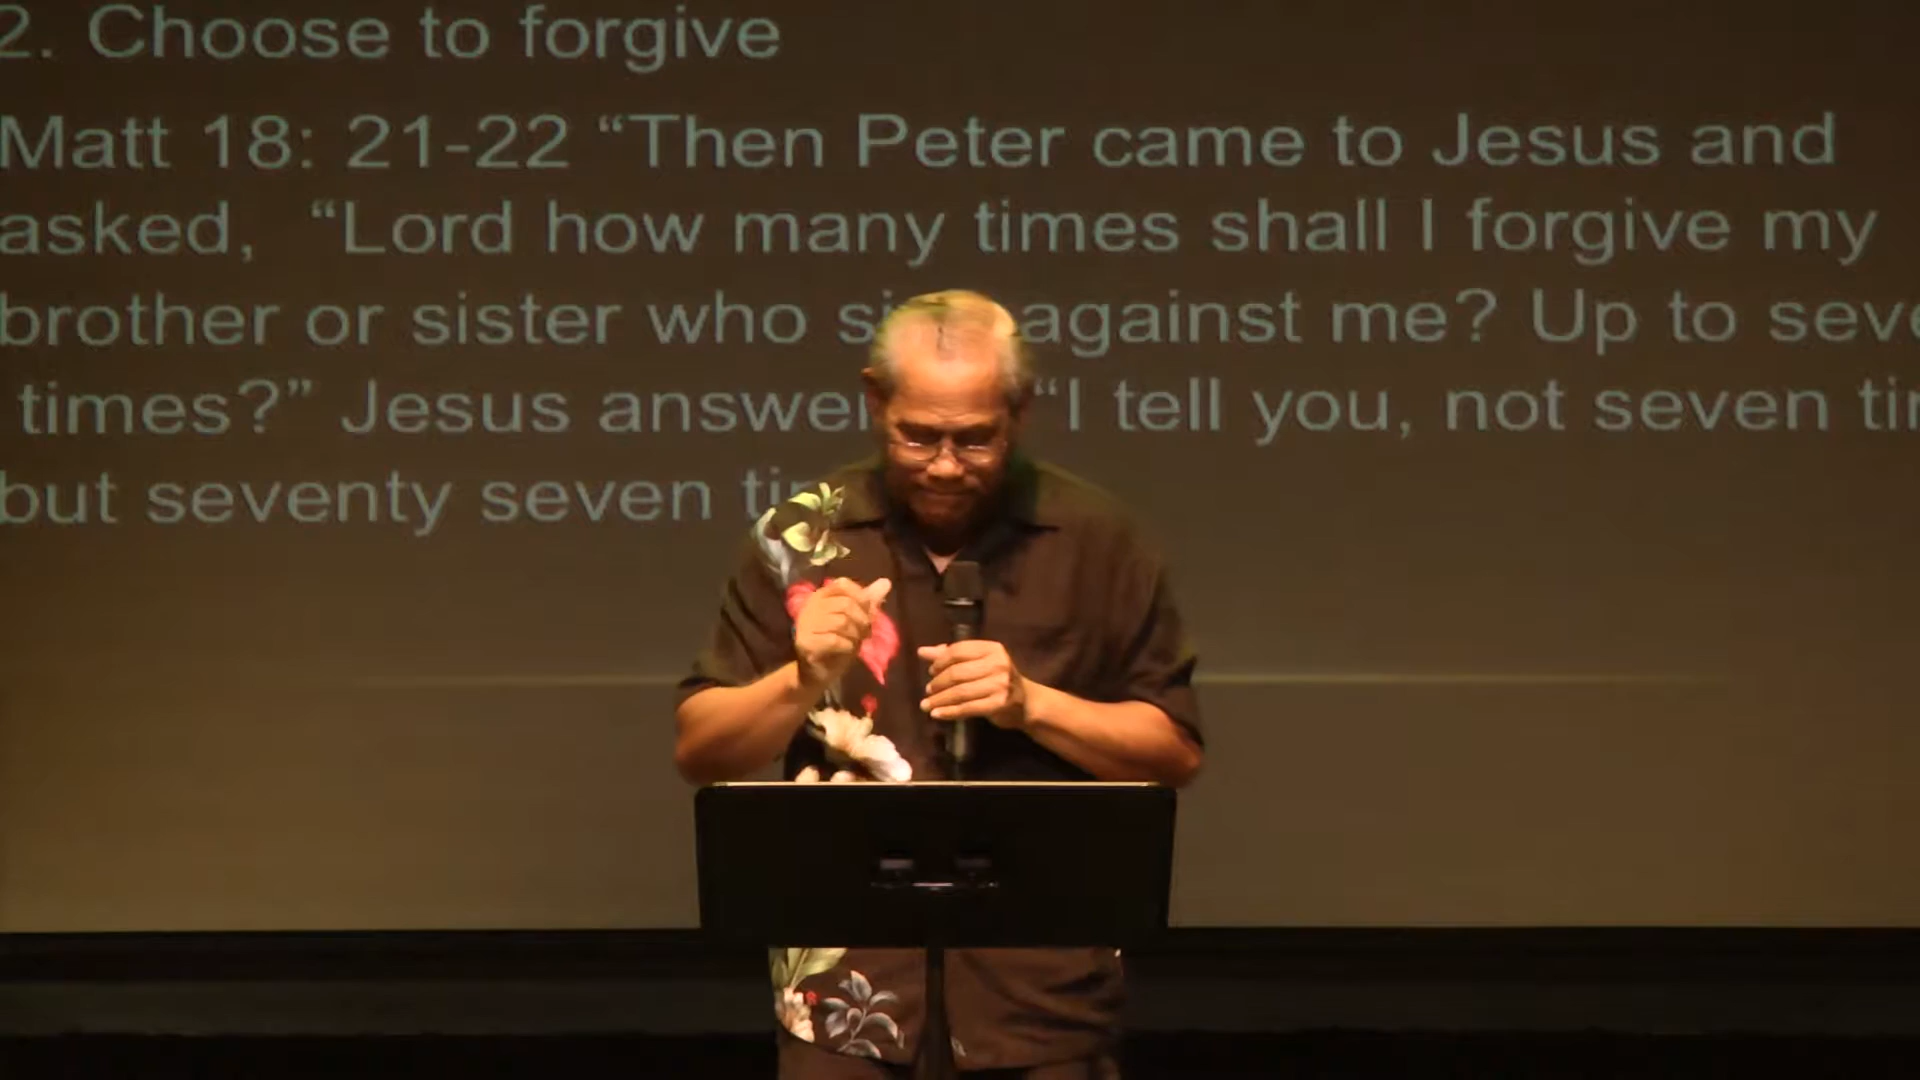 2. Choose to forgive
Matt 18: 21-22 “Then Peter came to Jesus and
asked, “Lord how many times shall I forgive my
brother or sister who against me? Up to
times?” Jesus “I tell you, not seven
but seventy seven